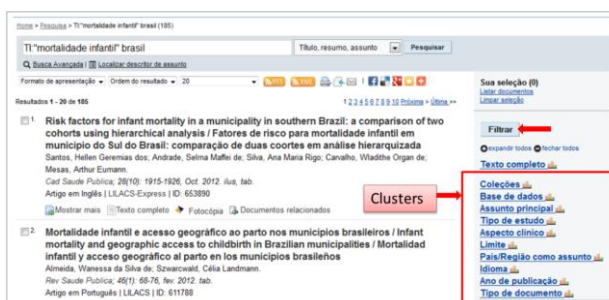 Home > Pesquisa > TI:"mortalidade infantil" brasil (185)
TI:"mortalidade infantil" brasil
Título, resumo, assunto
Pesquisar
Busca Avançada | Localizar descritor de assunto
Formato de apresentação
Ordem do resultado
20
RSS
XML
Resultados 1 - 20 de 185
1 2 3 4 5 6 7 8 9 10 Próxima > Última >>
1. Risk factors for infant mortality in a municipality in southern Brazil: a comparison of two
cohorts using hierarchical analysis / Fatores de risco para mortalidade infantil em
município do Sul do Brasil: comparação de duas coortes em análise hierarquizada
Santos, Hellen Geremias dos; Andrade, Selma Maffei de; Silva, Ana Maria Rigo; Carvalho, Wladithe Organ de;
Mesas, Arthur Eumann.
Cad Saude Publica; 28(10): 1915-1926, Oct. 2012. ilus, tab.
Artigo em Inglês | LILACS-Express | ID: 653890
Mostrar mais
Texto completo
Fotocópia
Documentos relacionados
2. Mortalidade infantil e acesso geográfico ao parto nos municípios brasileiros / Infant
mortality and geographic access to childbirth in Brazilian municipalities / Mortalidad
infantil y acceso geográfico al parto en los municipios brasileños
Almeida, Wanessa da Silva de; Szwarcwald, Célia Landmann.
Rev Saude Publica; 46(1): 68-76, fev. 2012. tab.
Artigo em Português | LILACS | ID: 611788
Clusters
Sua seleção (0)
Listar documentos
Limpar seleção
Filtrar
expandir todos
fechar todos
Texto completo
Coleções
Base de dados
Assunto principal
Tipo de estudo
Aspecto clínico
Limite
País/Região como assunto
Idioma
Ano de publicação
Tipo de documento